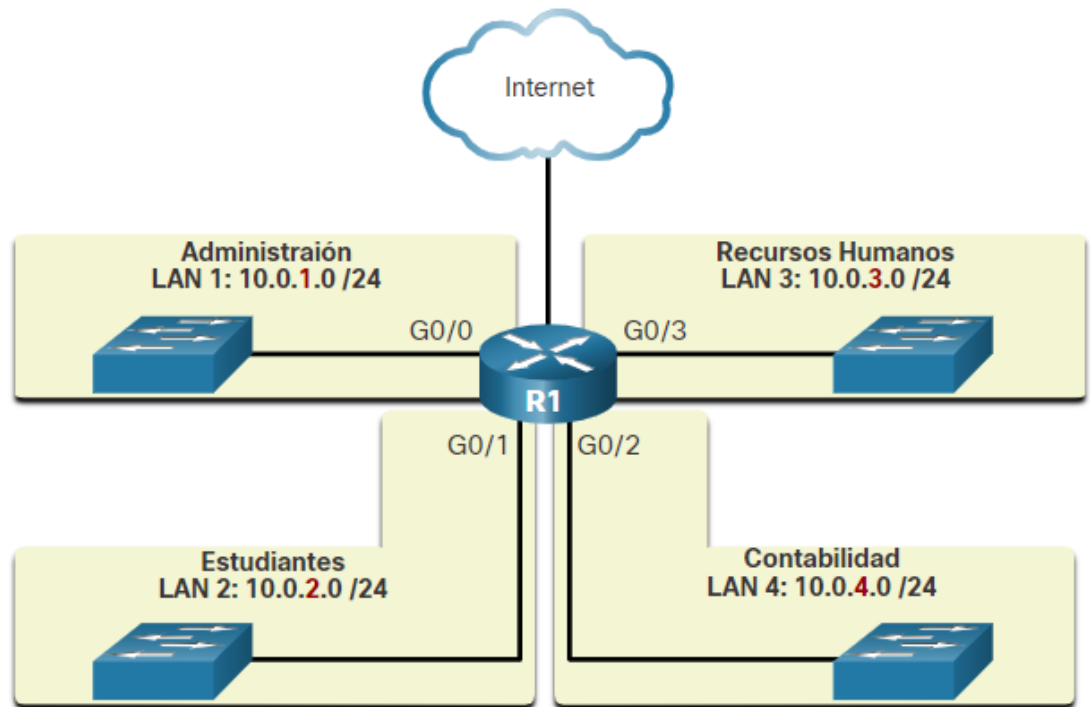 Internet
Administraión
LAN 1: 10.0.1.0 /24
Recursos Humanos
LAN 3: 10.0.3.0 /24
G0/0
G0/3
R1
G0/1
G0/2
Estudiantes
LAN 2: 10.0.2.0 /24
Contabilidad
LAN 4: 10.0.4.0 /24